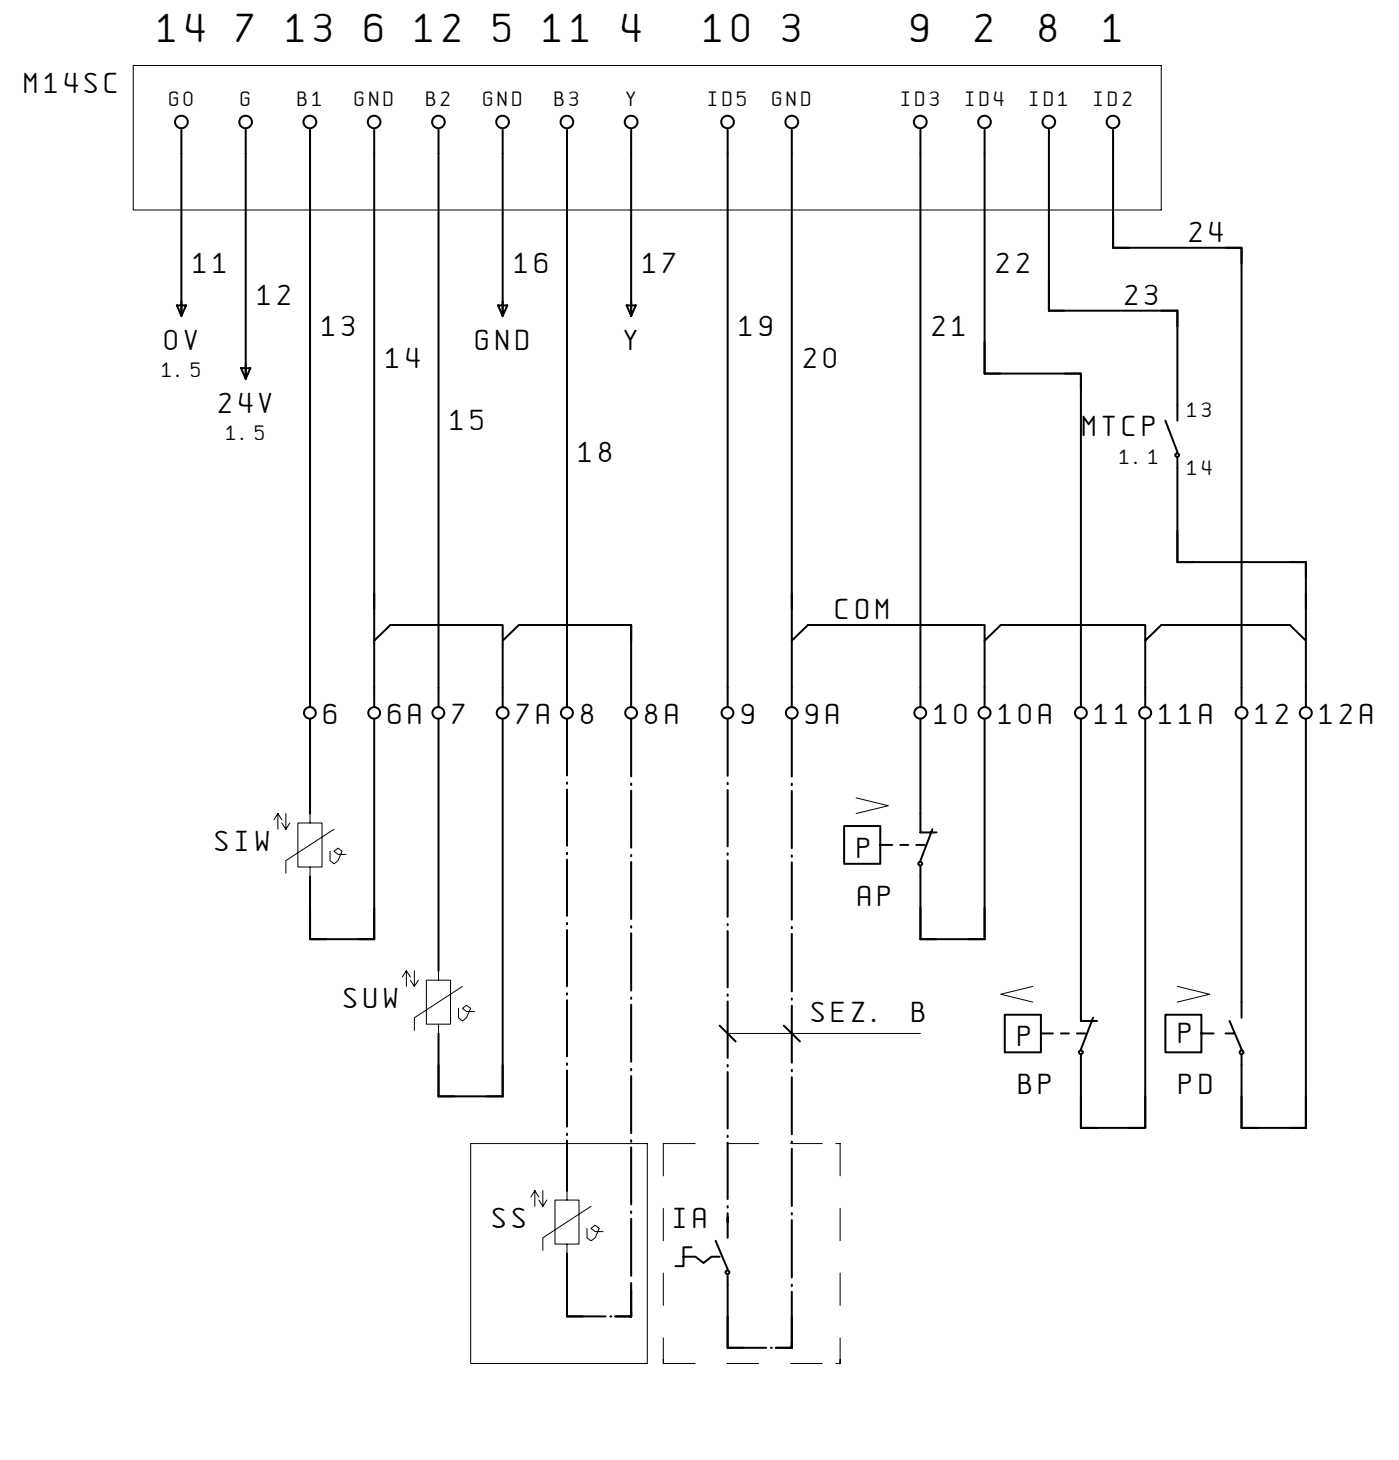 14 7 13 6 12 5 11 4 10 3 9 2 8 1
M14SC
G0 G B1 GND B2 GND B3 Y ID5 GND ID3 ID4 ID1 ID2
24
11 16 17 22
12 23
13 19 21
0V GND Y
14 20
1.5
24V
13
15 MTCP
1.5
18 1.1
14
COM
6 6A 7 7A 8 8A 9 9A 10 10A 11 11A 12 12A
>
SIW ϑ P
AP
< >
SUW ϑ SEZ. B
P P
BP PD
SS ϑ IA